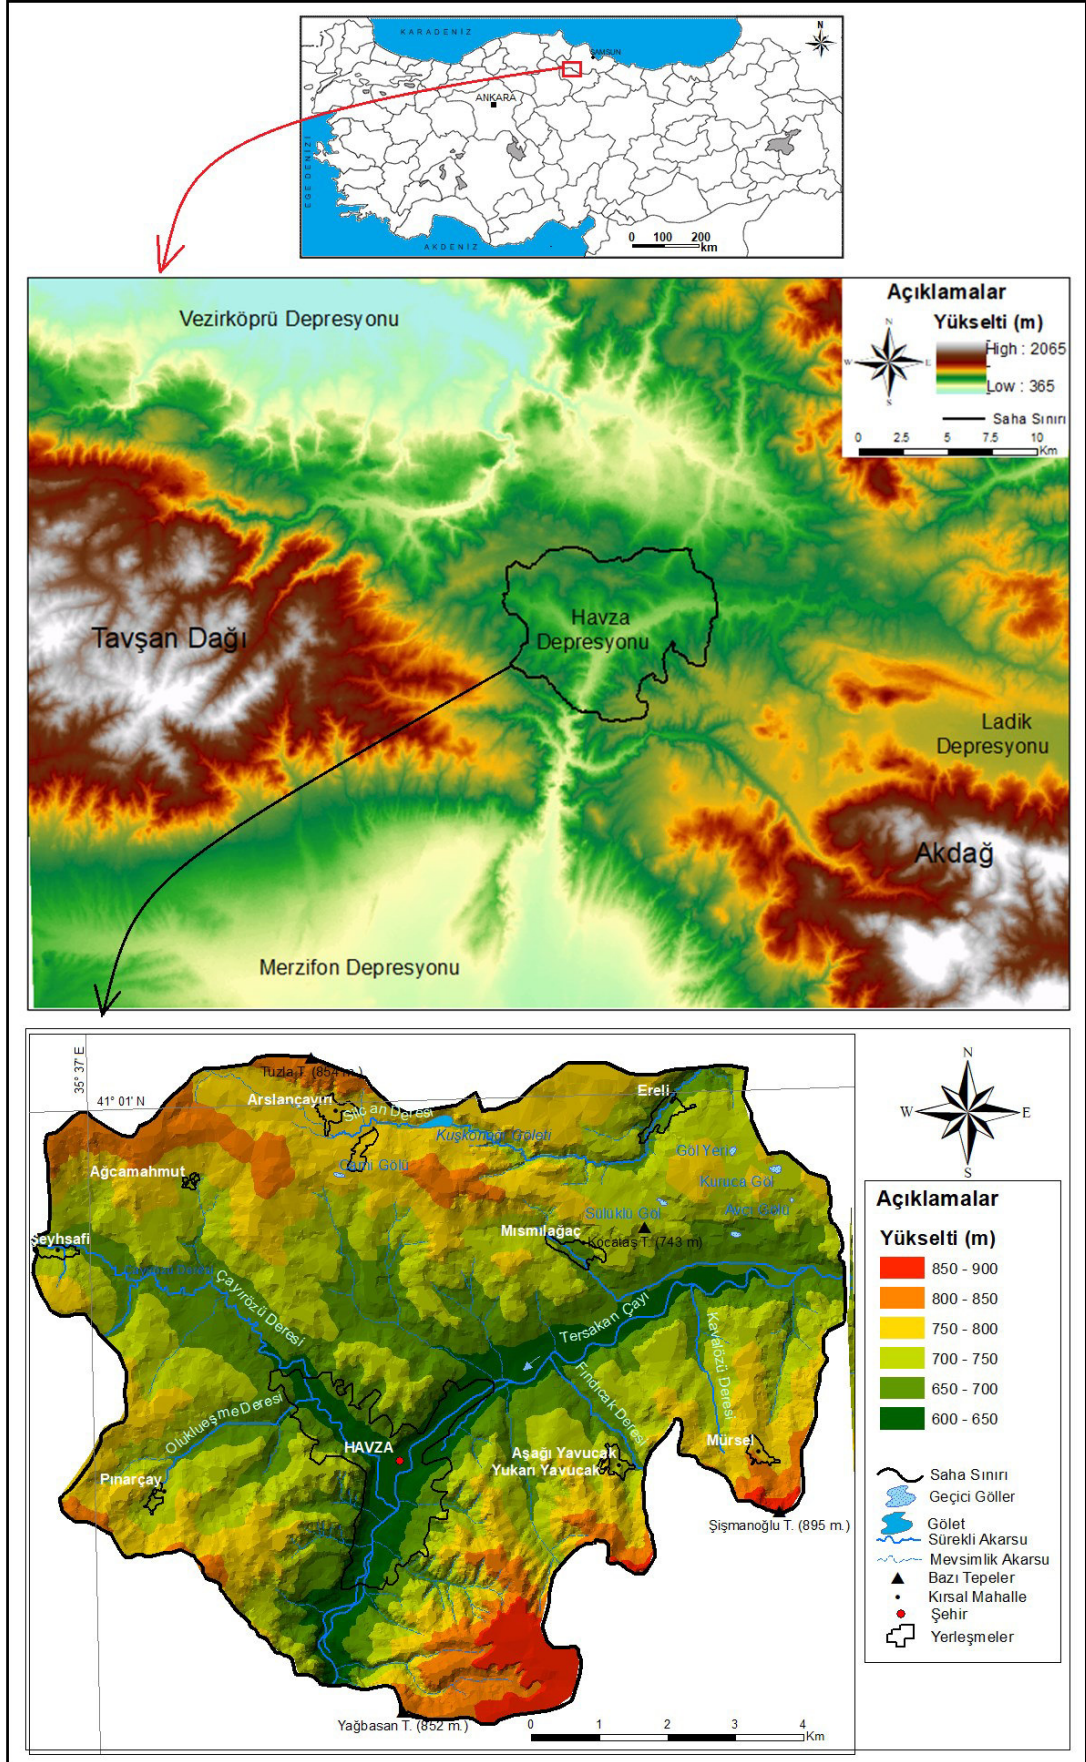 KARADENİZ
N
SAMSUN
ANKARA
EGE DENİZİ
AKDENİZ
0 100 200
km
Vezirköprü Depresyonu
Açıklamalar
Yükselti (m)
N
W E
S
High : 2065
Low : 365
Saha Sınırı
0 2.5 5 7.5 10
Km
Havza
Depresyonu
Tavşan Dağı
Ladik
Depresyonu
Akdağ
Merzifon Depresyonu
35° 37' E
41° 01' N
Tuzla T. (854 m.)
Arslançayırı
Ereli
Kuşkonağı Göleti
Göl Yeri
Ağcamahmut
Cami Gölü
Kuruca Göl
Sülüklü Göl
Avcı Gölü
Şeyhsafi
Mısmılağaç
Kocalaş T. (743 m)
Çayırözü Deresi
Tersakan Çayı
Kavalözü Deresi
Fındıcak Deresi
Oluklueşme Deresi
HAVZA
Mürsel
Aşağı Yavucak
Yukarı Yavucak
Pınarçay
Şişmanoğlu T. (895 m.)
Yağbasan T. (852 m.)
0 1 2 3 4
Km
N
W E
S
Açıklamalar
Yükselti (m)
850 - 900
800 - 850
750 - 800
700 - 750
650 - 700
600 - 650
Saha Sınırı
Geçici Göller
Gölet
Sürekli Akarsu
Mevsimlik Akarsu
Bazı Tepeler
Kırsal Mahalle
Şehir
Yerleşmeler